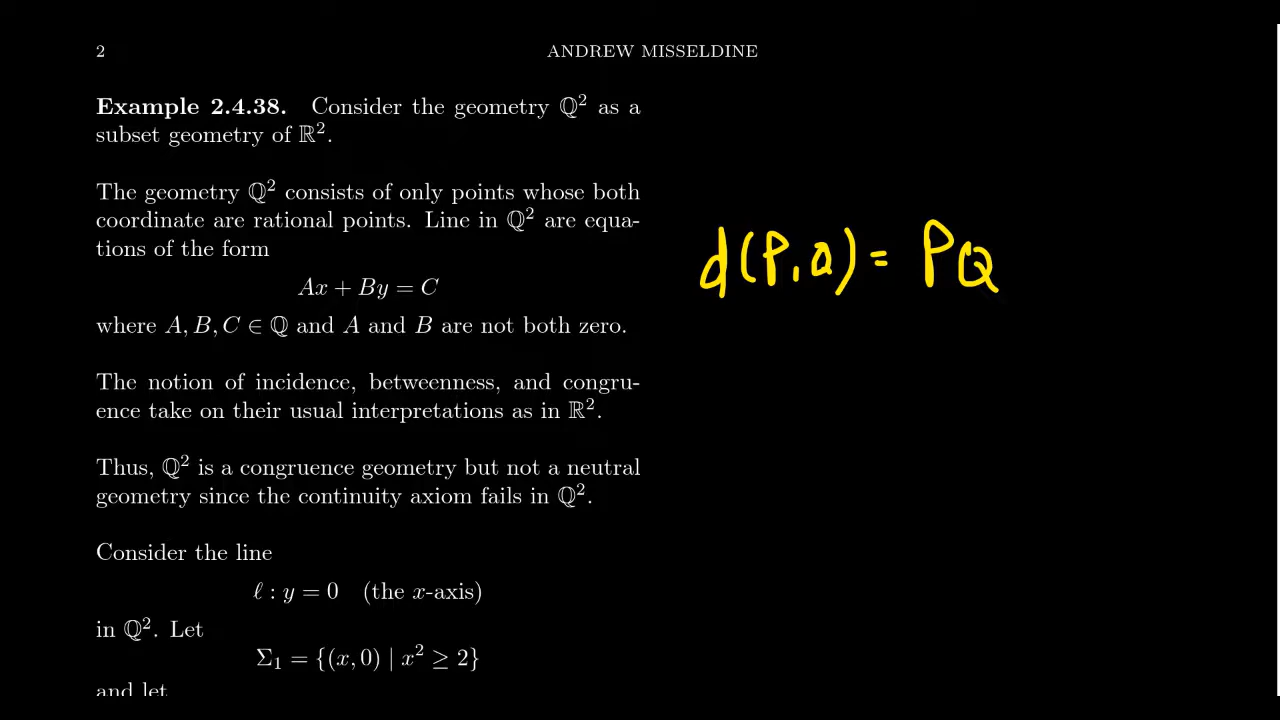 2
ANDREW MISSELDINE
Example 2.4.38. Consider the geometry ℚ² as a
subset geometry of ℝ².
The geometry ℚ² consists of only points whose both
coordinate are rational points. Line in ℚ² are equa-
tions of the form
Ax + By = C
where A, B, C ∈ ℚ and A and B are not both zero.
The notion of incidence, betweenness, and congru-
ence take on their usual interpretations as in ℝ².
Thus, ℚ² is a congruence geometry but not a neutral
geometry since the continuity axiom fails in ℚ².
Consider the line
ℓ : y = 0 (the x-axis)
in ℚ². Let
Σ₁ = {(x, 0) | x² ≥ 2}
and let
d(P,Q) = PQ